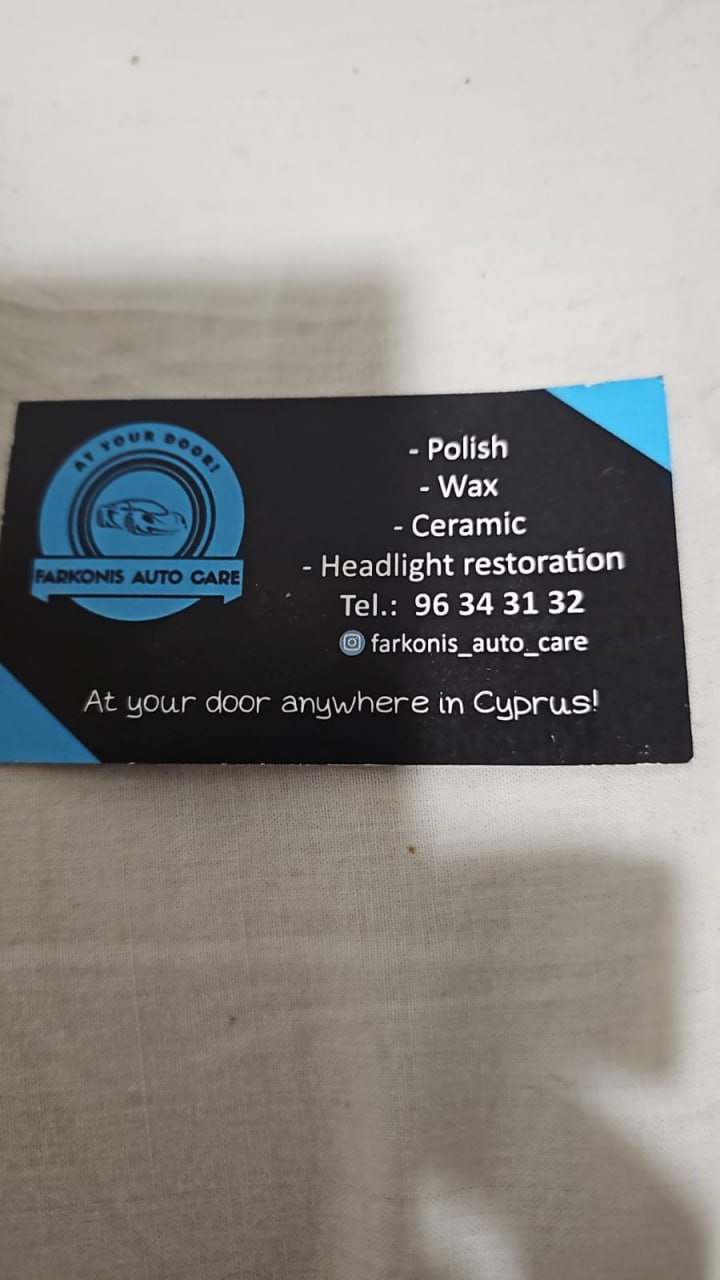 AT YOUR DOOR!
FARKONIS AUTO CARE
- Polish
- Wax
- Ceramic
- Headlight restoration
Tel.: 96 34 31 32
farkonis_auto_care
At your door anywhere in Cyprus!